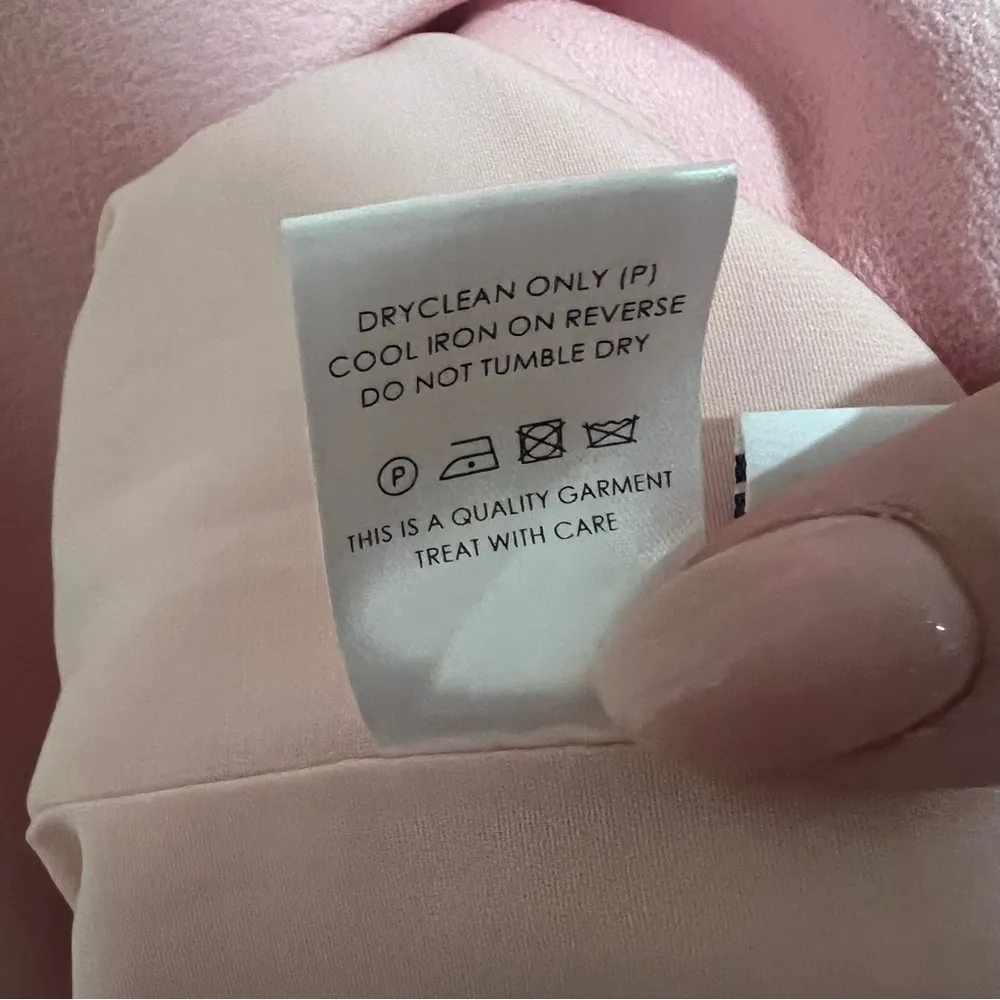 DRYCLEAN ONLY (P)
COOL IRON ON REVERSE
DO NOT TUMBLE DRY
P
THIS IS A QUALITY GARMENT
TREAT WITH CARE